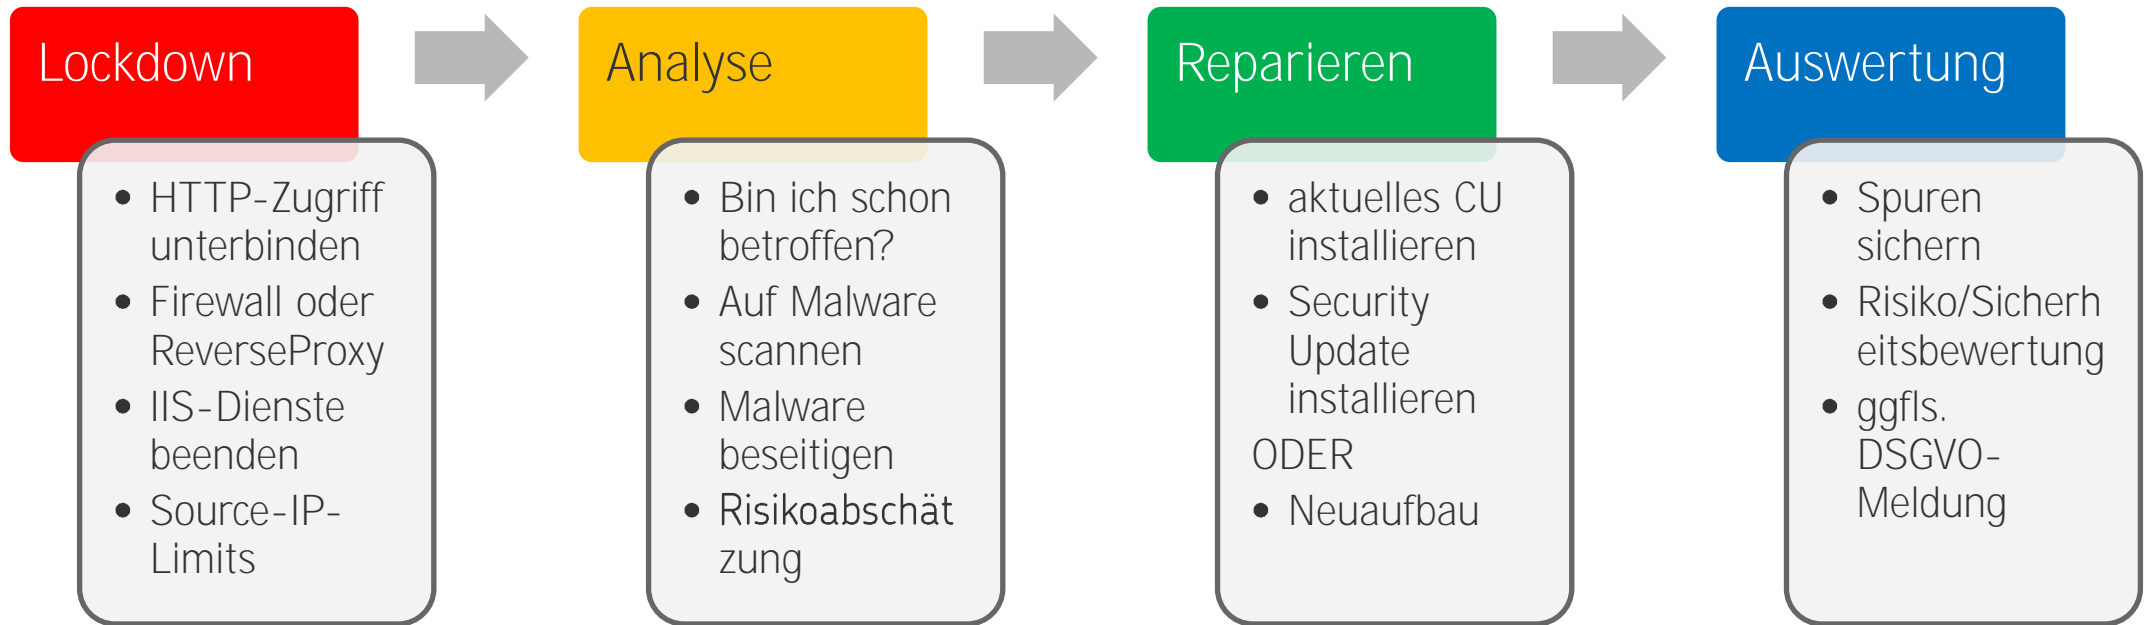 Lockdown
• HTTP-Zugriff
unterbinden
• Firewall oder
ReverseProxy
• IIS-Dienste
beenden
• Source-IP-
Limits
Analyse
• Bin ich schon
betroffen?
• Auf Malware
scannen
• Malware
beseitigen
• Risikoabschät
zung
Reparieren
• aktuelles CU
installieren
• Security
Update
installieren
ODER
• Neuaufbau
Auswertung
• Spuren
sichern
• Risiko/Sicherh
eitsbewertung
• ggfls.
DSGVO-
Meldung